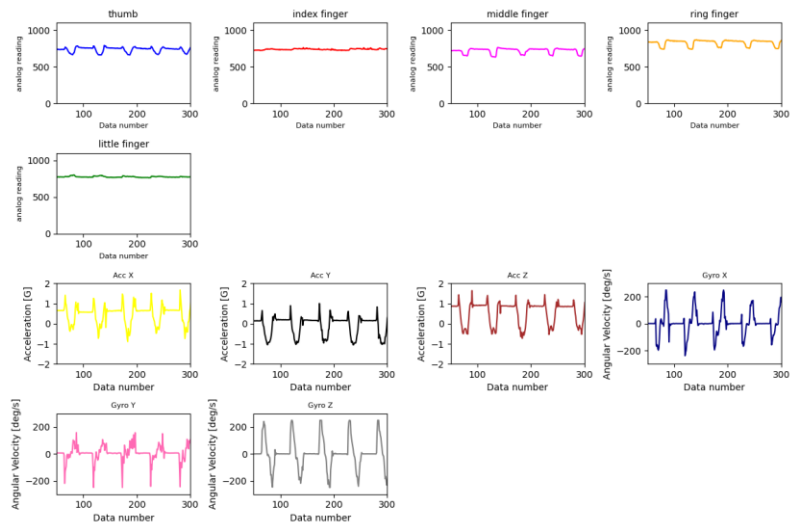 thumb
index finger
middle finger
ring finger
analog reading
1000
500
0
100
200
300
Data number
analog reading
1000
500
0
100
200
300
Data number
analog reading
1000
500
0
100
200
300
Data number
analog reading
1000
500
0
100
200
300
Data number
little finger
analog reading
1000
500
0
100
200
300
Data number
Acc X
Acc Y
Acc Z
Gyro X
Acceleration [G]
2
1
0
−1
−2
100
200
300
Data number
Acceleration [G]
2
1
0
−1
−2
100
200
300
Data number
Acceleration [G]
2
1
0
−1
−2
100
200
300
Data number
Angular Velocity [deg/s]
200
0
−200
100
200
300
Data number
Gyro Y
Gyro Z
Angular Velocity [deg/s]
200
0
−200
100
200
300
Data number
Angular Velocity [deg/s]
200
0
−200
100
200
300
Data number